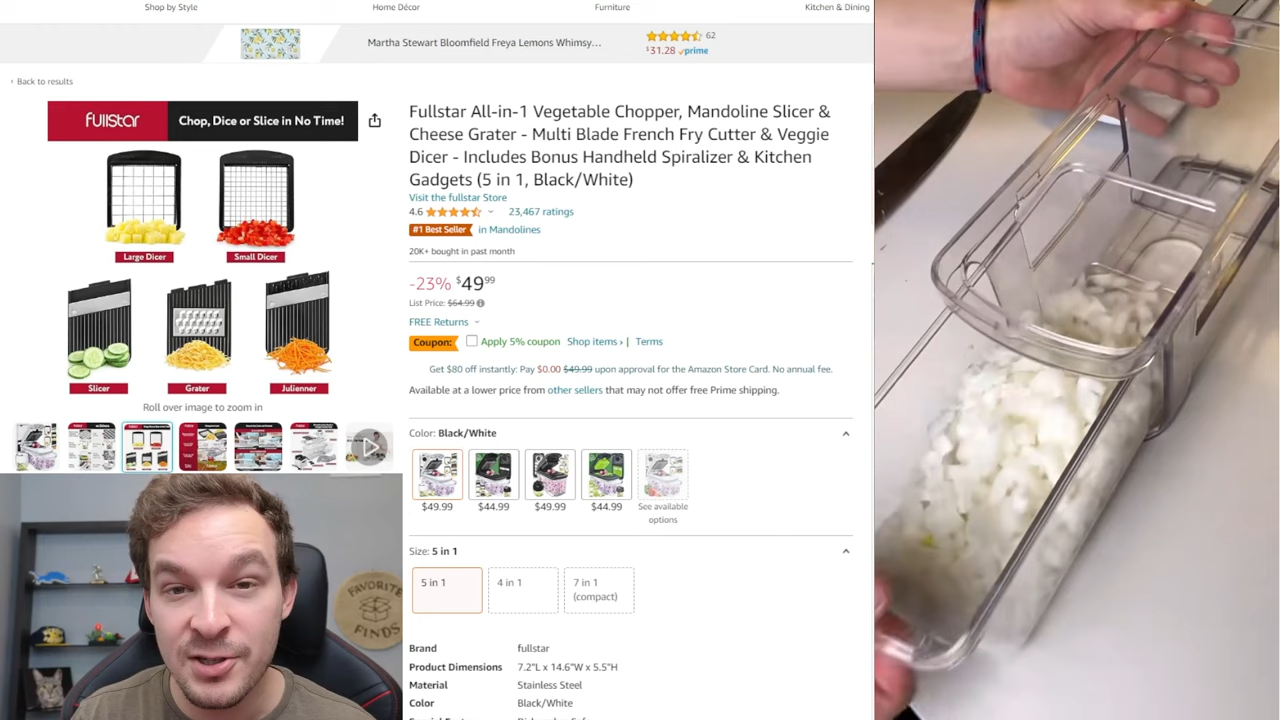 Shop by Style
Home Décor
Furniture
Kitchen & Dining
Martha Stewart Bloomfield Freya Lemons Whimsy…
62
$31.28 prime
‹ Back to results
fullstar
Chop, Dice or Slice in No Time!
Large Dicer
Small Dicer
Slicer
Grater
Julienner
Roll over image to zoom in
Fullstar All-in-1 Vegetable Chopper, Mandoline Slicer &
Cheese Grater - Multi Blade French Fry Cutter & Veggie
Dicer - Includes Bonus Handheld Spiralizer & Kitchen
Gadgets (5 in 1, Black/White)
Visit the fullstar Store
4.6
23,467 ratings
#1 Best Seller in Mandolines
20K+ bought in past month
-23% $49⁹⁹
List Price: $64.99
FREE Returns
Coupon: Apply 5% coupon Shop items › | Terms
Get $80 off instantly: Pay $0.00 $49.99 upon approval for the Amazon Store Card. No annual fee.
Available at a lower price from other sellers that may not offer free Prime shipping.
Color: Black/White
$49.99
$44.99
$49.99
$44.99
See available
options
Size: 5 in 1
5 in 1
4 in 1
7 in 1
(compact)
Brand fullstar
Product Dimensions 7.2"L x 14.6"W x 5.5"H
Material Stainless Steel
Color Black/White
FAVORITE
FINDS